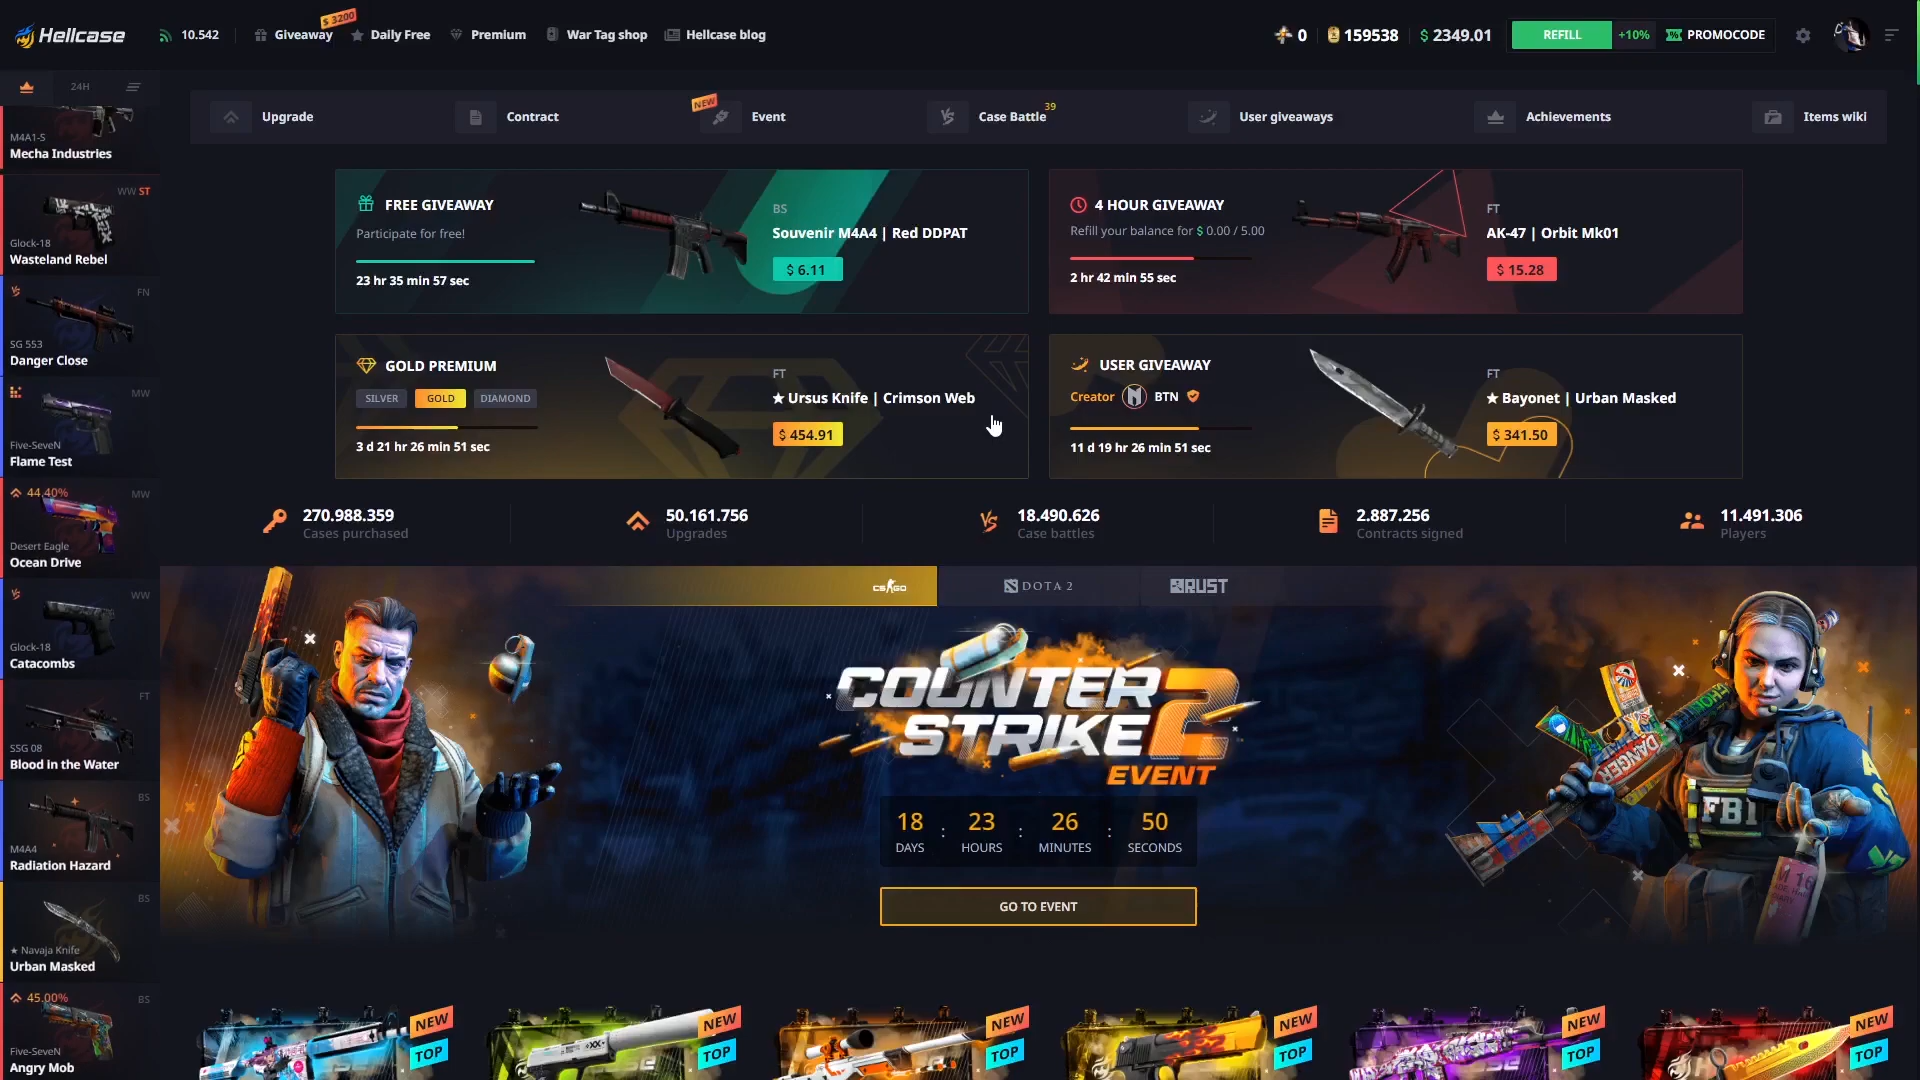 Hellcase
10.542
Giveaway
$ 3200
Daily Free
Premium
War Tag shop
Hellcase blog
0
159538
$ 2349.01
REFILL
+10%
PROMOCODE
24H
Upgrade
Contract
NEW
Event
Case Battle
39
User giveaways
Achievements
Items wiki
M4A1-S
Mecha Industries
WW ST
Glock-18
Wasteland Rebel
FN
SG 553
Danger Close
MW
Five-SeveN
Flame Test
44.40%
MW
Desert Eagle
Ocean Drive
WW
Glock-18
Catacombs
FT
SSG 08
Blood in the Water
BS
M4A4
Radiation Hazard
BS
★ Navaja Knife
Urban Masked
45.00%
BS
Five-SeveN
Angry Mob
FREE GIVEAWAY
Participate for free!
23 hr 35 min 57 sec
BS
Souvenir M4A4 | Red DDPAT
$ 6.11
4 HOUR GIVEAWAY
Refill your balance for $ 0.00 / 5.00
2 hr 42 min 55 sec
FT
AK-47 | Orbit Mk01
$ 15.28
GOLD PREMIUM
SILVER GOLD DIAMOND
3 d 21 hr 26 min 51 sec
FT
★ Ursus Knife | Crimson Web
$ 454.91
USER GIVEAWAY
Creator BTN
11 d 19 hr 26 min 51 sec
FT
★ Bayonet | Urban Masked
$ 341.50
270.988.359
Cases purchased
50.161.756
Upgrades
18.490.626
Case battles
2.887.256
Contracts signed
11.491.306
Players
CS:GO
DOTA 2
RUST
COUNTER
STRIKE 2
EVENT
18 : 23 : 26 : 50
DAYS HOURS MINUTES SECONDS
GO TO EVENT
FBI
DANGER
NEW
TOP
NEW
TOP
NEW
TOP
NEW
TOP
NEW
TOP
NEW
TOP